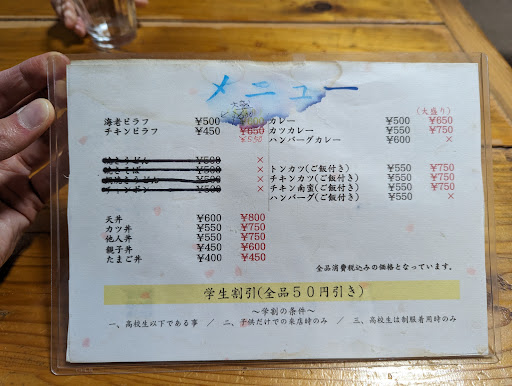 メニュー
(大盛り)
海老ピラフ ¥500
チキンピラフ ¥450 ¥650
¥550
カレー ¥550 ¥650
カツカレー ¥550 ¥750
ハンバーグカレー ¥600 ×
¥500 ×
×
×
¥500 ×
トンカツ(ご飯付き) ¥550 ¥750
チキンカツ(ご飯付き) ¥550 ¥750
チキン南蛮(ご飯付き) ¥550 ¥750
ハンバーグ(ご飯付き) ¥550 ×
天丼 ¥600 ¥800
カツ丼 ¥550 ¥750
他人丼 ¥550 ¥750
親子丼 ¥450 ¥600
たまご丼 ¥400 ¥450
全品消費税込みの価格となっています。
学生割引(全品50円引き)
～学割の条件～
一、高校生以下である事 / 二、子供だけでの来店時のみ / 三、高校生は制服着用時のみ